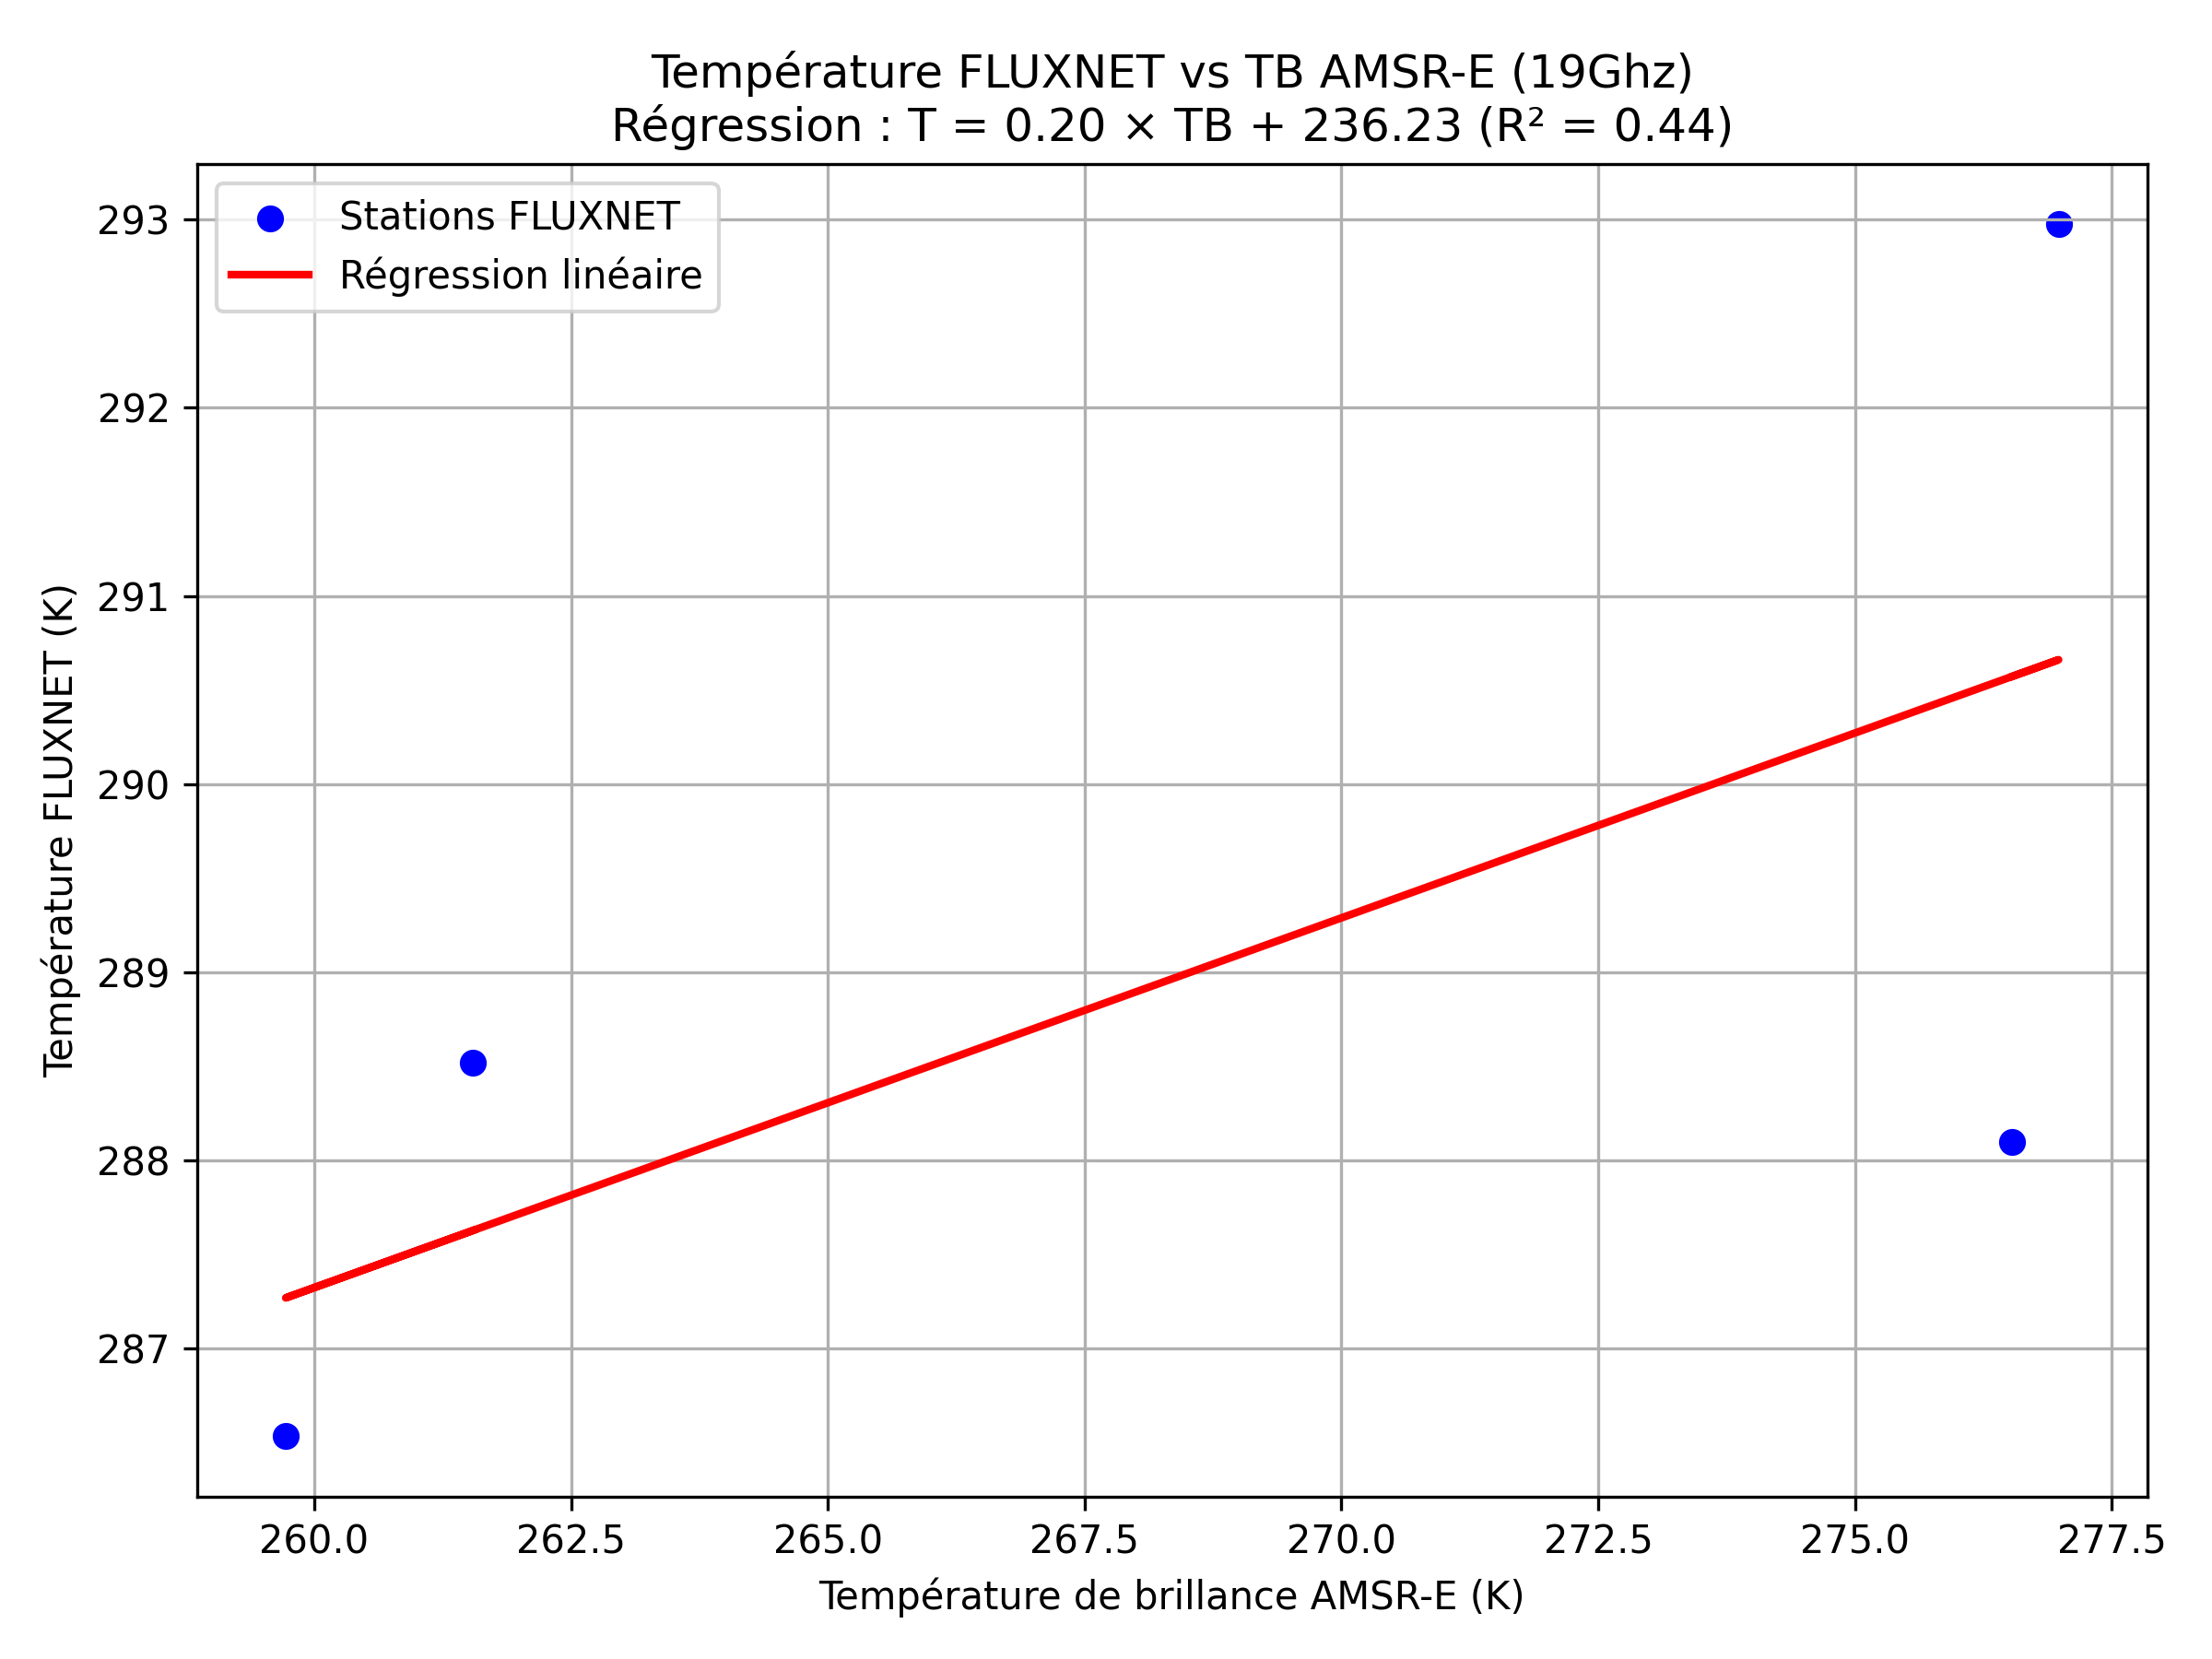 Température FLUXNET vs TB AMSR-E (19Ghz)
Régression : T = 0.20 × TB + 236.23 (R² = 0.44)
Stations FLUXNET
Régression linéaire
293
292
291
290
289
288
287
Température FLUXNET (K)
260.0 262.5 265.0 267.5 270.0 272.5 275.0 277.5
Température de brillance AMSR-E (K)